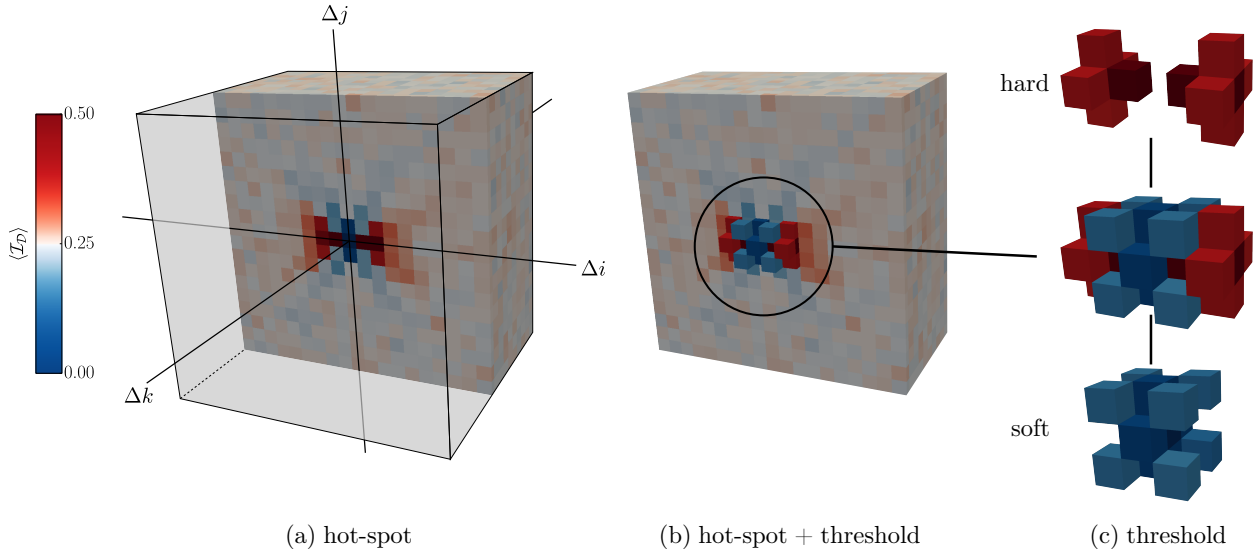 Δj
hard
0.50
0.25
0.00
⟨I_D⟩
Δi
Δk
soft
(a) hot-spot
(b) hot-spot + threshold
(c) threshold